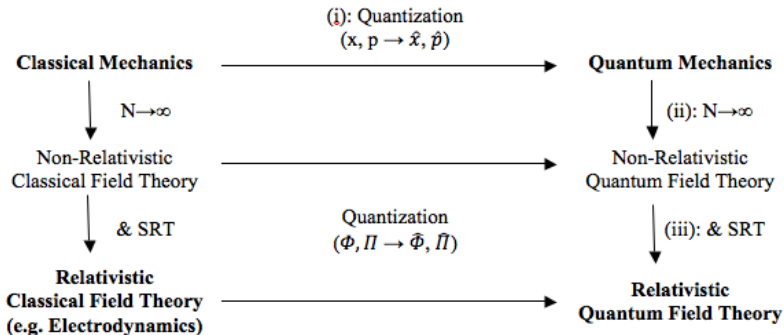 (i): Quantization
(x, p → x̂, p̂)
Classical Mechanics
Quantum Mechanics
N→∞
(ii): N→∞
Non-Relativistic
Classical Field Theory
Non-Relativistic
Quantum Field Theory
& SRT
Quantization
(Φ, Π → Φ̂, Π̂)
(iii): & SRT
Relativistic
Classical Field Theory
(e.g. Electrodynamics)
Relativistic
Quantum Field Theory